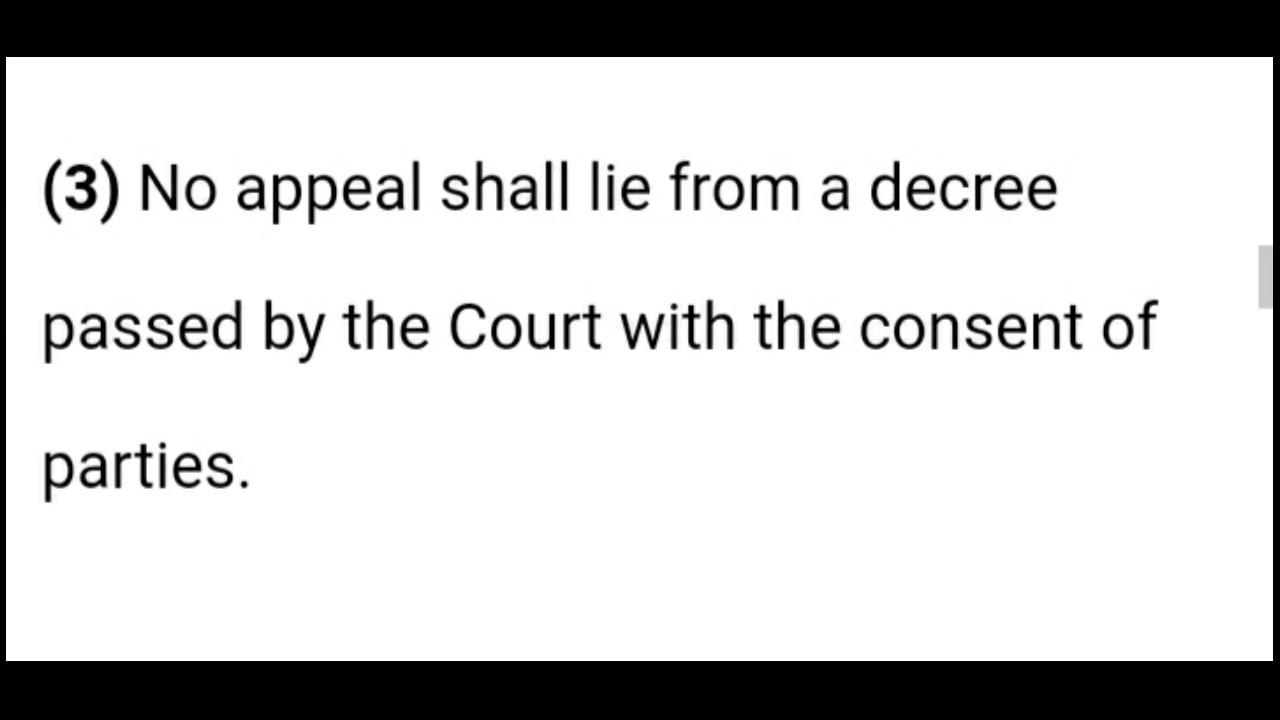 (3) No appeal shall lie from a decree
passed by the Court with the consent of
parties.